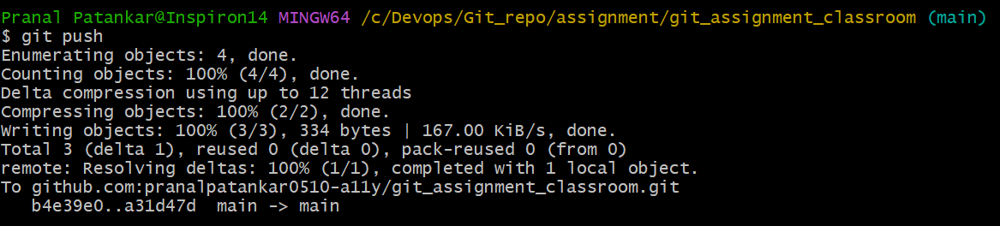 Pranal Patankar@Inspiron14 MINGW64 /c/Devops/Git_repo/assignment/git_assignment_classroom (main)
$ git push
Enumerating objects: 4, done.
Counting objects: 100% (4/4), done.
Delta compression using up to 12 threads
Compressing objects: 100% (2/2), done.
Writing objects: 100% (3/3), 334 bytes | 167.00 KiB/s, done.
Total 3 (delta 1), reused 0 (delta 0), pack-reused 0 (from 0)
remote: Resolving deltas: 100% (1/1), completed with 1 local object.
To github.com:pranalpatankar0510-a11y/git_assignment_classroom.git
   b4e39e0..a31d47d  main -> main